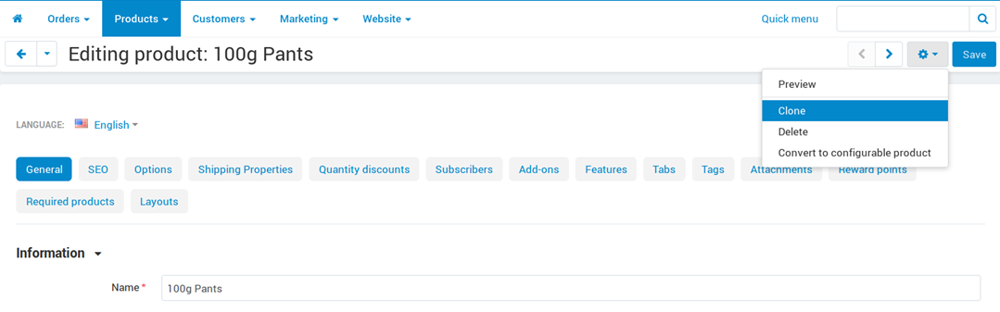 Orders Products Customers Marketing Website Quick menu
Editing product: 100g Pants Save
Preview
Clone
Delete
Convert to configurable product
LANGUAGE: English
General SEO Options Shipping Properties Quantity discounts Subscribers Add-ons Features Tabs Tags Attachments Reward points
Required products Layouts
Information
Name *
100g Pants